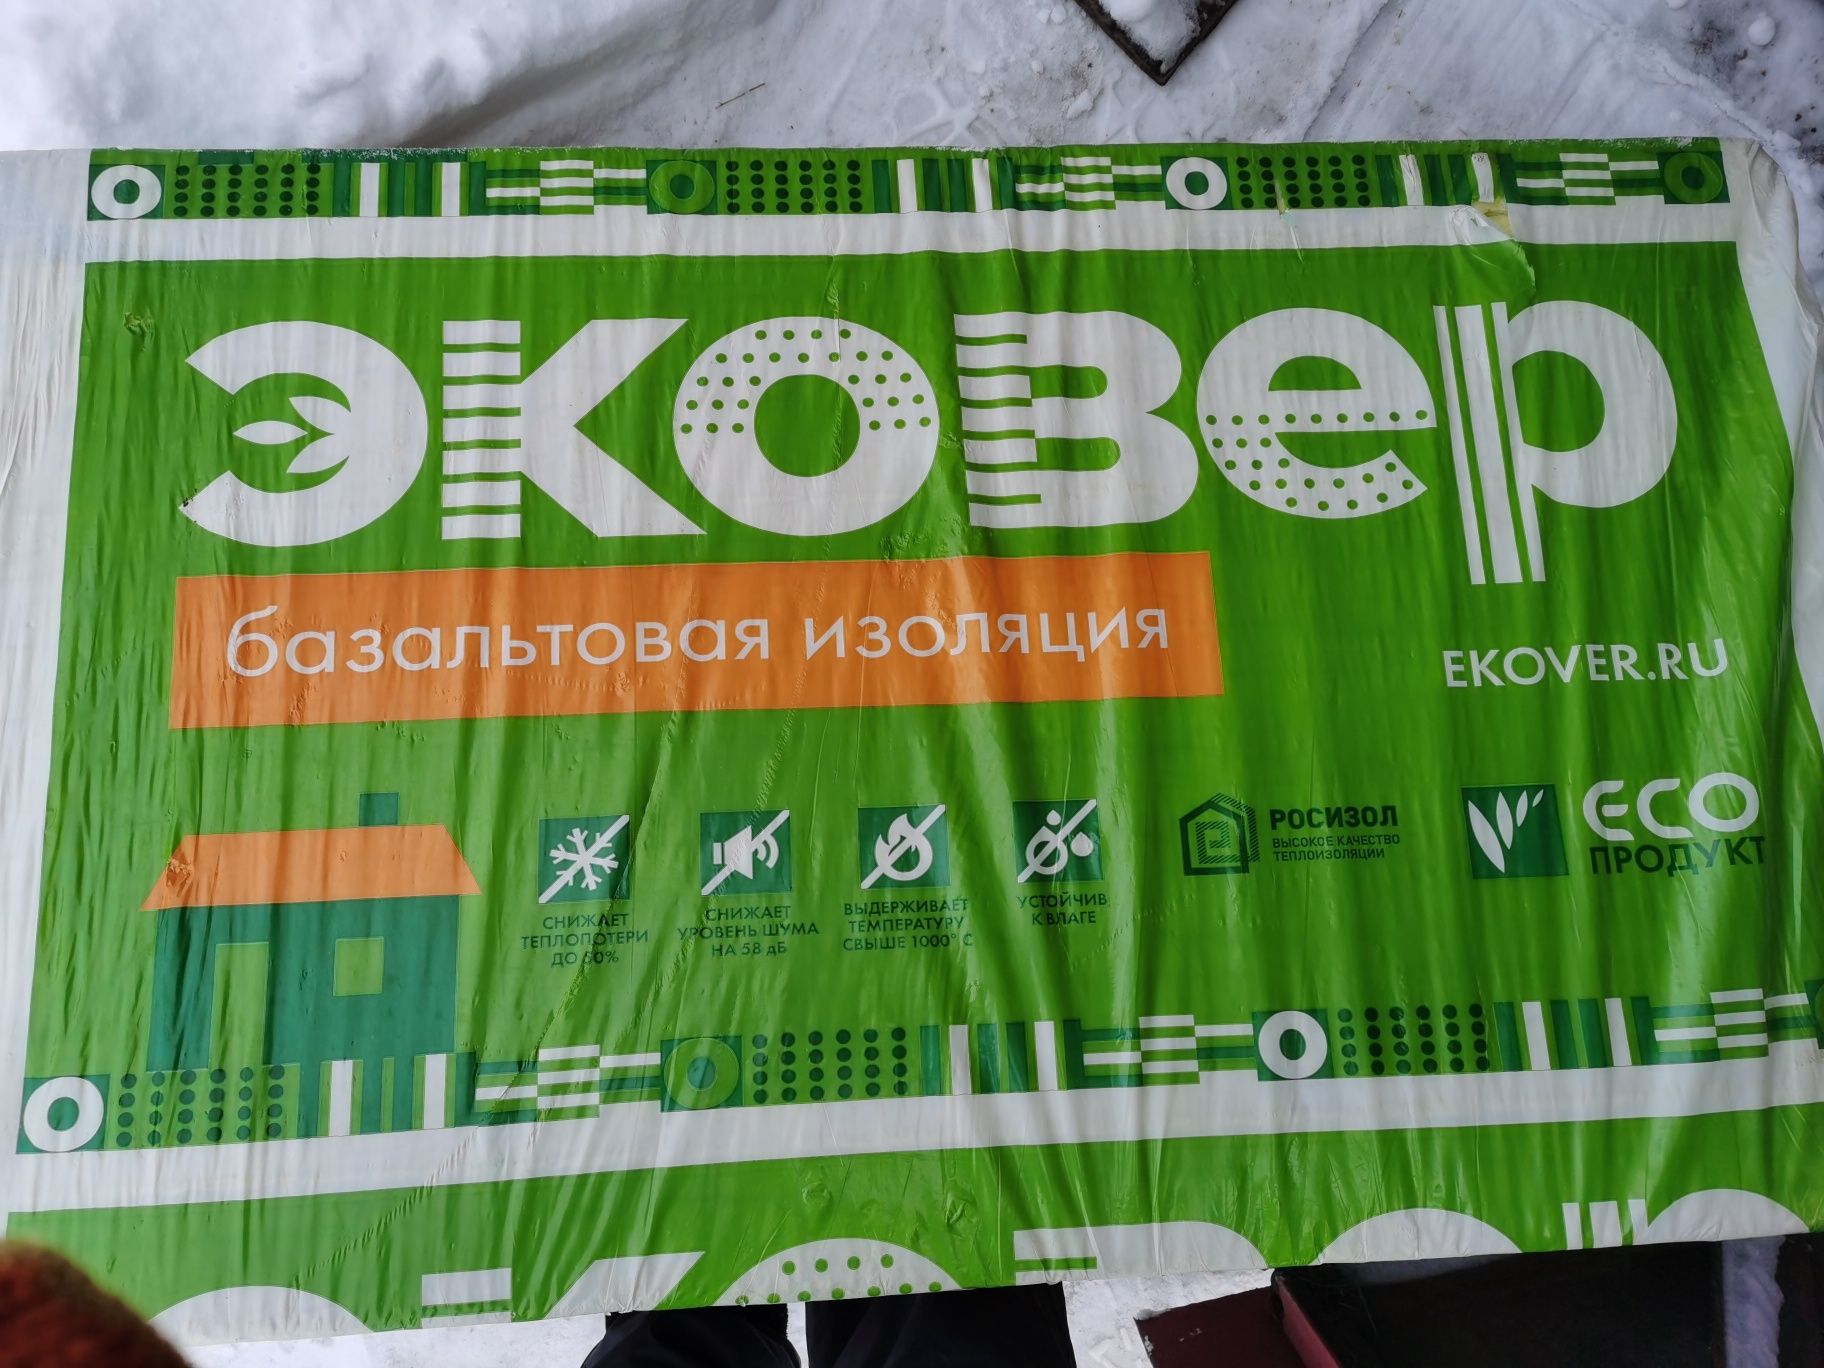 эковер
базальтовая изоляция
EKOVER.RU
СНИЖАЕТ
ТЕПЛОПОТЕРИ
ДО
СНИЖАЕТ
УРОВЕНЬ ШУМА
НА 58 дБ
ВЫДЕРЖИВАЕТ
ТЕМПЕРАТУРУ
СВЫШЕ 1000° С
УСТОЙЧИВ
К ВЛАГЕ
РОСИЗОЛ
ВЫСОКОЕ КАЧЕСТВО
ТЕПЛОИЗОЛЯЦИИ
ECO
ПРОДУКТ